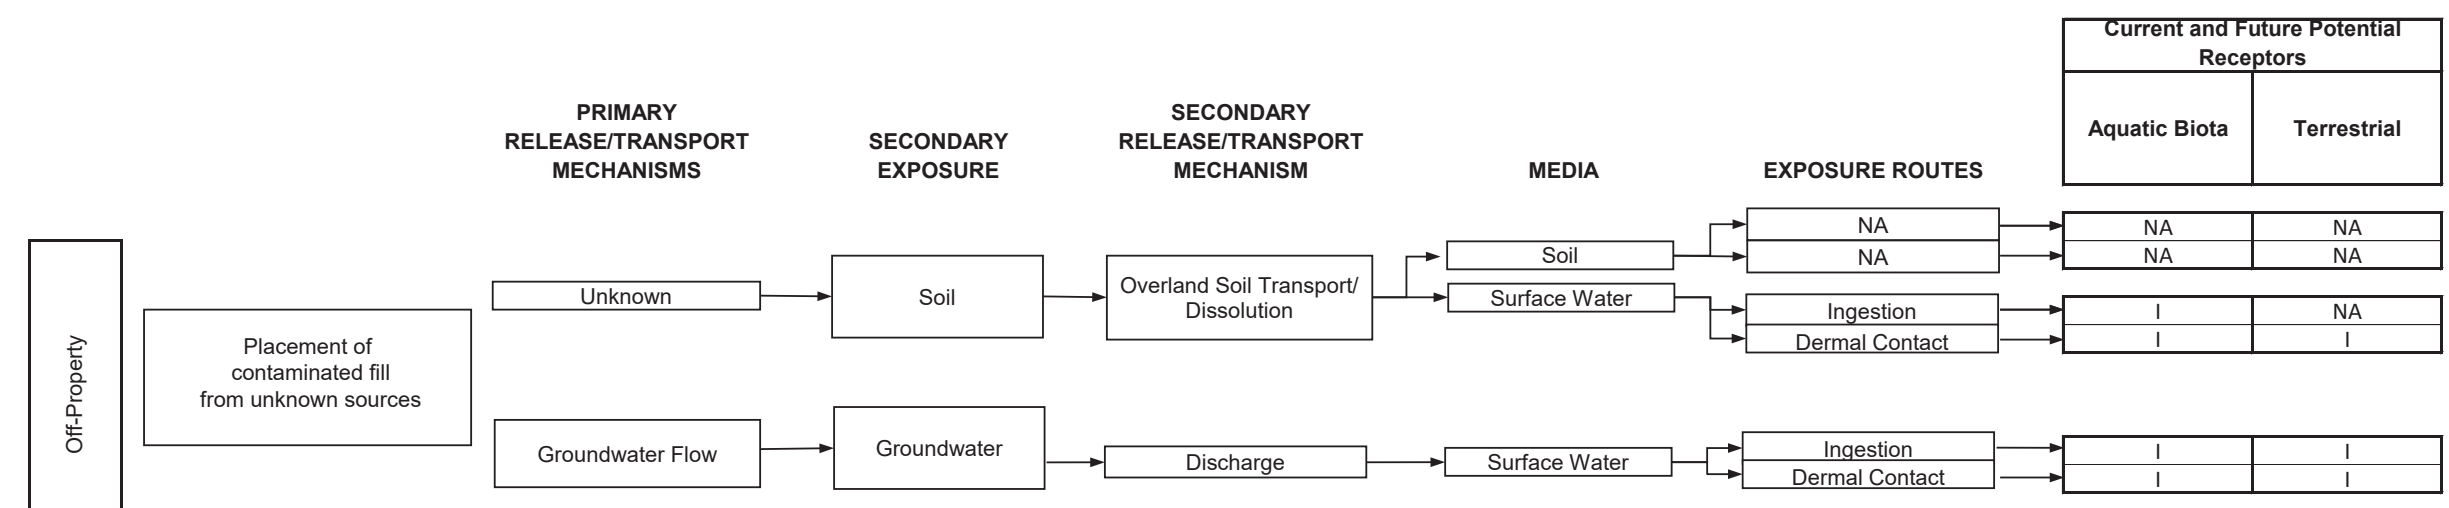 Current and Future Potential
Receptors
PRIMARY
RELEASE/TRANSPORT
MECHANISMS
SECONDARY
EXPOSURE
SECONDARY
RELEASE/TRANSPORT
MECHANISM
MEDIA
EXPOSURE ROUTES
Aquatic Biota
Terrestrial
Off-Property
Placement of
contaminated fill
from unknown sources
Unknown
Soil
Overland Soil Transport/
Dissolution
Soil
NA
NA
NA
NA
NA
NA
Surface Water
Ingestion
I
NA
Dermal Contact
I
I
Groundwater Flow
Groundwater
Discharge
Surface Water
Ingestion
I
I
Dermal Contact
I
I